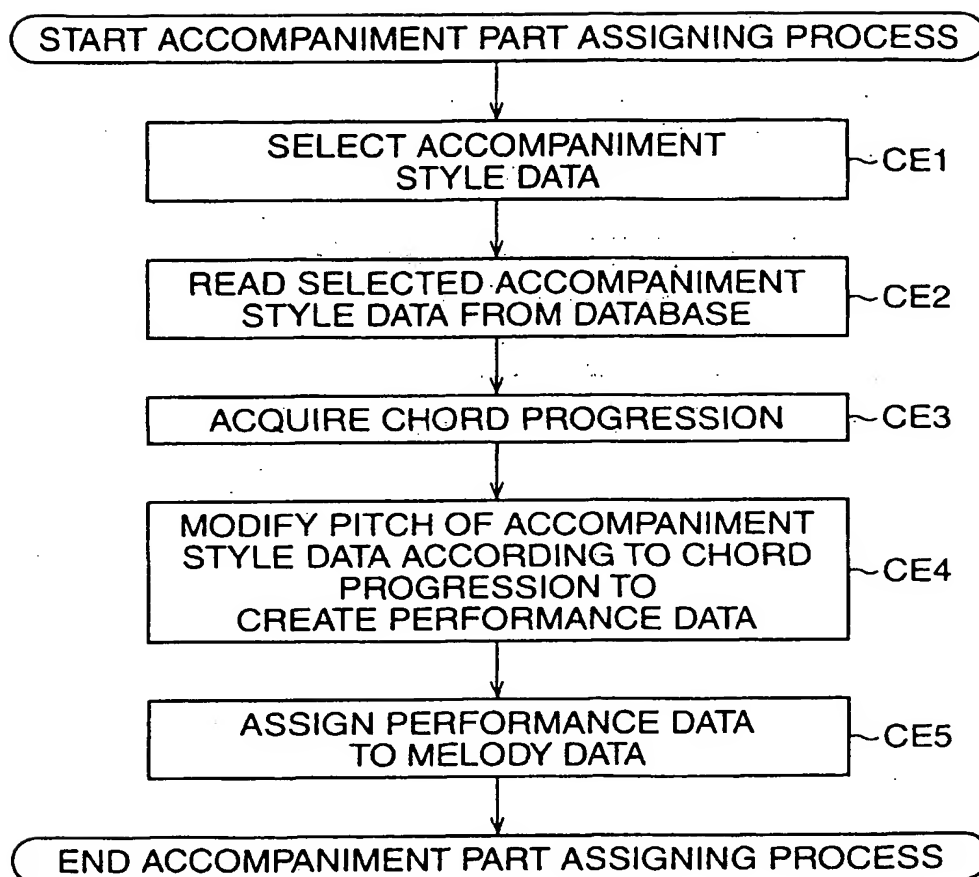 START ACCOMPANIMENT PART ASSIGNING PROCESS
SELECT ACCOMPANIMENT
STYLE DATA
CE1
READ SELECTED ACCOMPANIMENT
STYLE DATA FROM DATABASE
CE2
ACQUIRE CHORD PROGRESSION
CE3
MODIFY PITCH OF ACCOMPANIMENT
STYLE DATA ACCORDING TO CHORD
PROGRESSION TO
CREATE PERFORMANCE DATA
CE4
ASSIGN PERFORMANCE DATA
TO MELODY DATA
CE5
END ACCOMPANIMENT PART ASSIGNING PROCESS